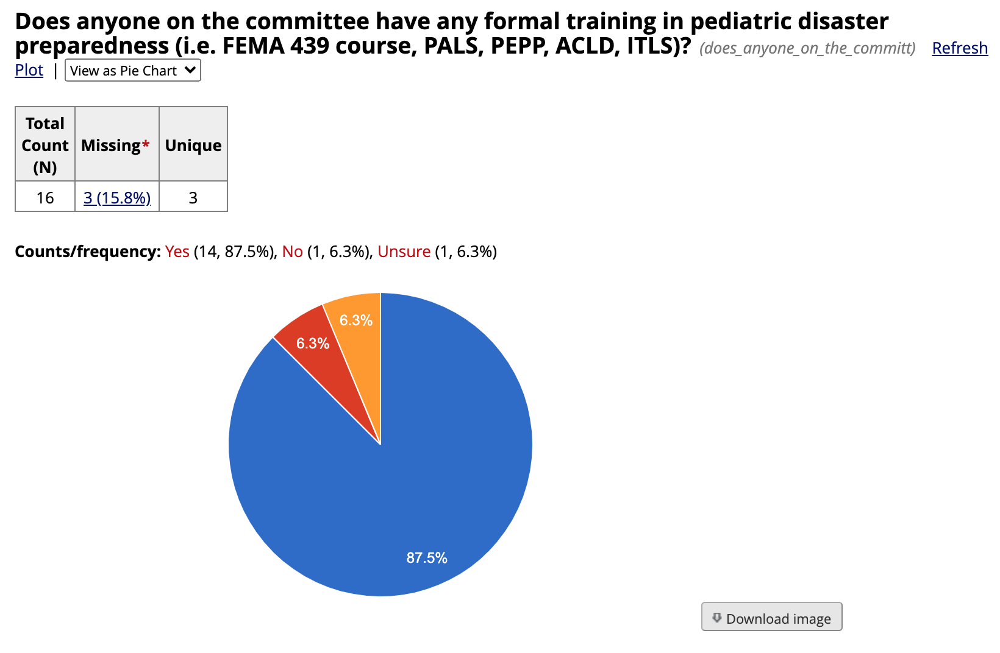 Does anyone on the committee have any formal training in pediatric disaster
preparedness (i.e. FEMA 439 course, PALS, PEPP, ACLD, ITLS)? (does_anyone_on_the_committ) Refresh
Plot | View as Pie Chart
Total
Count
(N)
Missing*
Unique
16 3 (15.8%) 3
Counts/frequency: Yes (14, 87.5%), No (1, 6.3%), Unsure (1, 6.3%)
6.3%
6.3%
87.5%
Download image